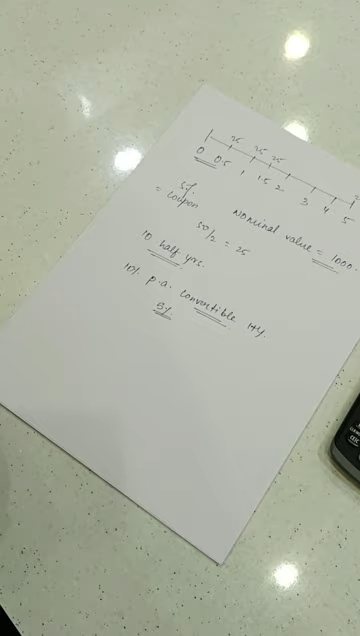 25 25 25
0 0.5 1 1.5 2 3 4 5
5%
= Coupon
Nominal value = 1000
50/2 = 25
10 half yrs.
10% p.a. convertible H4.
5%